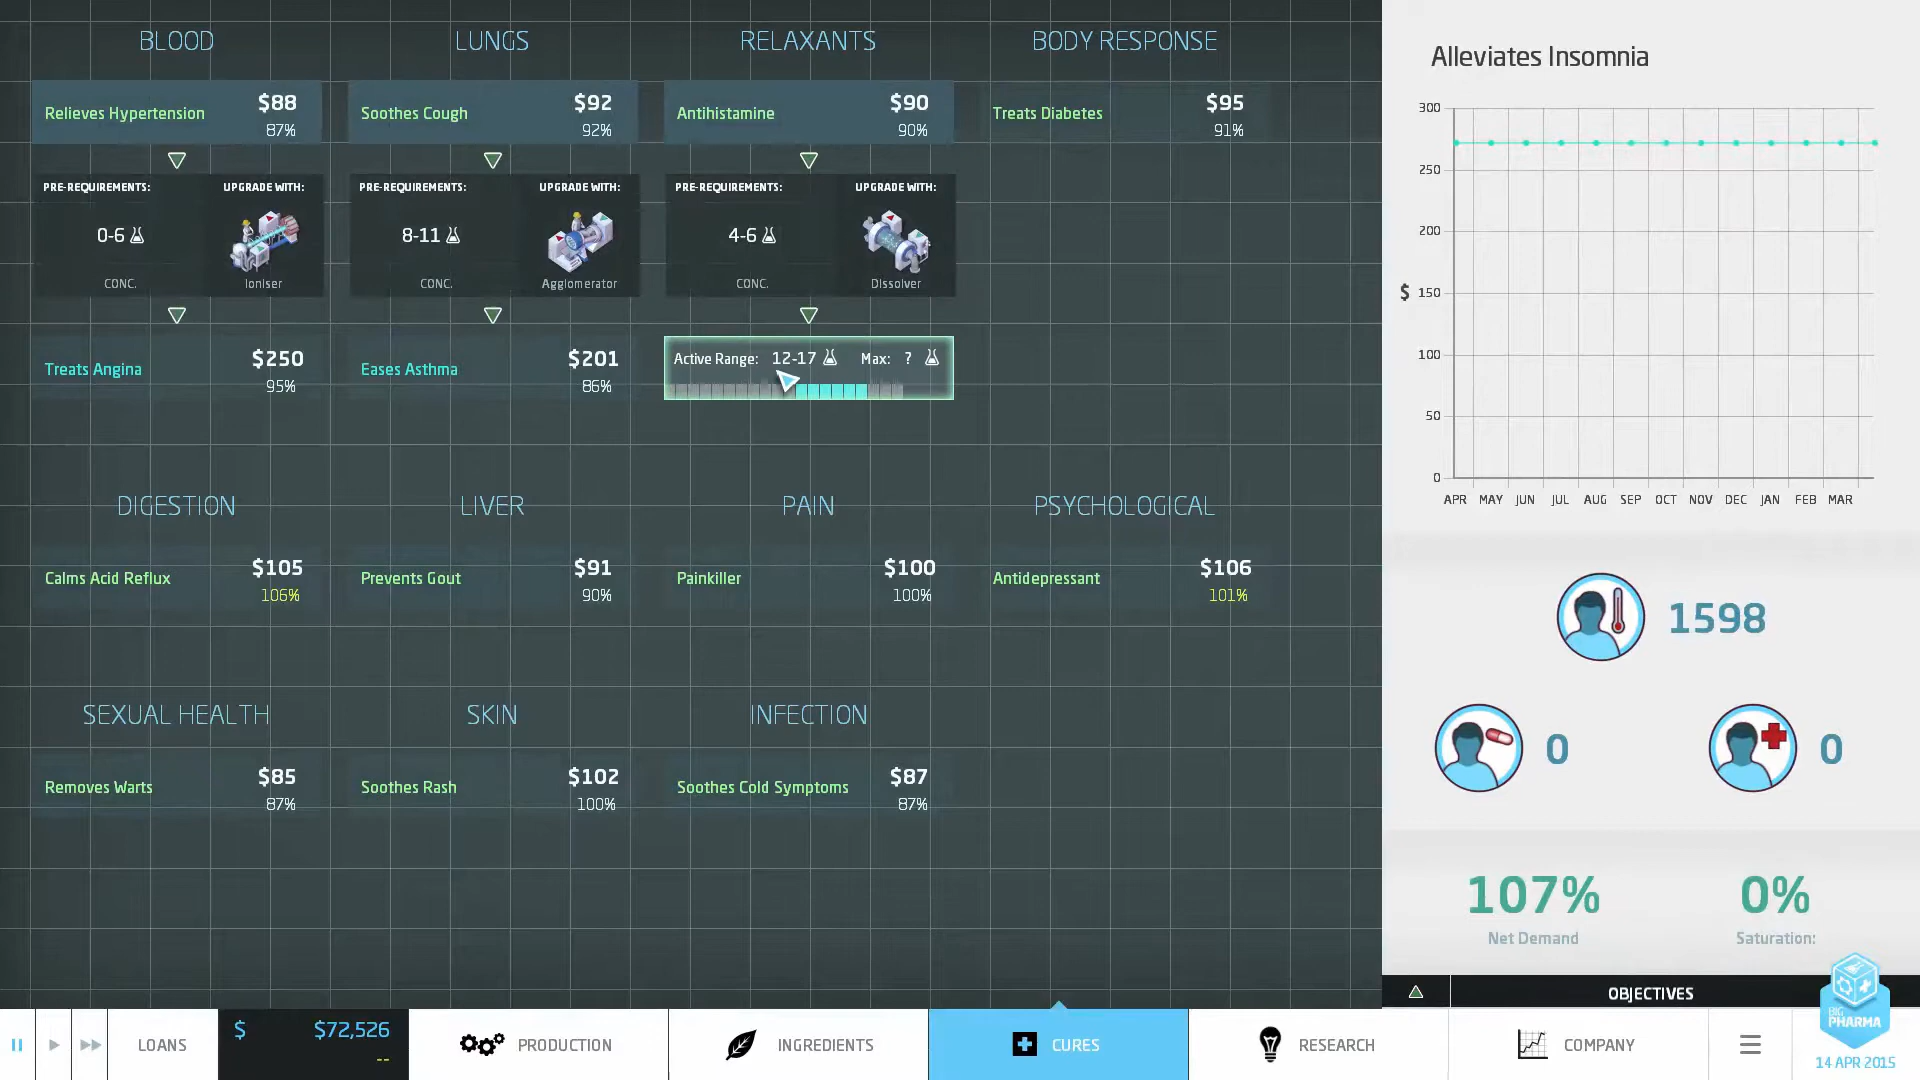 BLOOD LUNGS RELAXANTS BODY RESPONSE
Relieves Hypertension $88 87%
Soothes Cough $92 92%
Antihistamine $90 90%
Treats Diabetes $95 91%
PRE-REQUIREMENTS: UPGRADE WITH:
0-6
CONC. Ioniser
PRE-REQUIREMENTS: UPGRADE WITH:
8-11
CONC. Agglomerator
PRE-REQUIREMENTS: UPGRADE WITH:
4-6
CONC. Dissolver
Treats Angina $250 95%
Eases Asthma $201 86%
Active Range: 12-17 Max: ?
DIGESTION LIVER PAIN PSYCHOLOGICAL
Calms Acid Reflux $105 106%
Prevents Gout $91 90%
Painkiller $100 100%
Antidepressant $106 101%
SEXUAL HEALTH SKIN INFECTION
Removes Warts $85 87%
Soothes Rash $102 100%
Soothes Cold Symptoms $87 87%
Alleviates Insomnia
300
250
200
$ 150
100
50
0
APR MAY JUN JUL AUG SEP OCT NOV DEC JAN FEB MAR
1598
0 0
107% 0%
Net Demand Saturation:
OBJECTIVES
LOANS $ $72,526 -- PRODUCTION INGREDIENTS CURES RESEARCH COMPANY
BIG
PHARMA
14 APR 2015